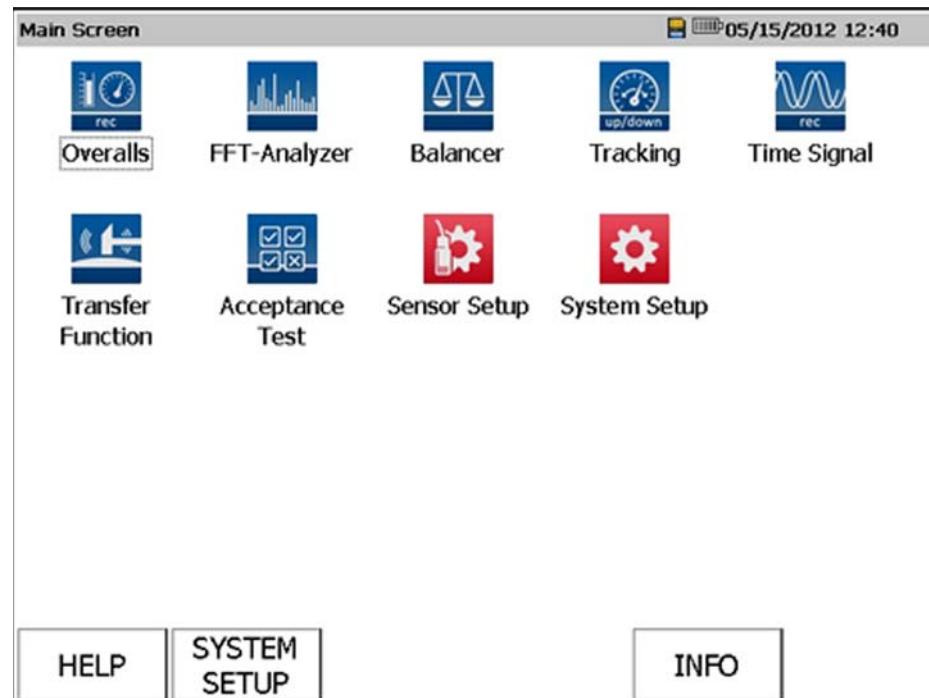 Main Screen 05/15/2012 12:40
rec up/down rec
Overalls FFT-Analyzer Balancer Tracking Time Signal
Transfer Function
Acceptance Test
Sensor Setup System Setup
HELP SYSTEM SETUP INFO